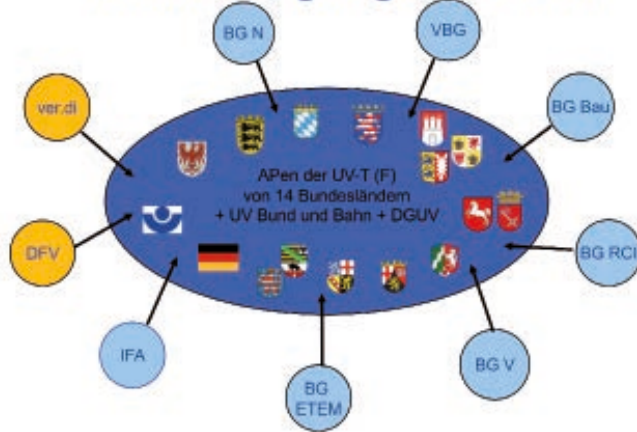 BG N
VBG
ver.di
BG Bau
APen der UV-T (F)
von 14 Bundesländern
+ UV Bund und Bahn + DGUV
DFV
BG RCI
IFA
BG V
BG
ETEM